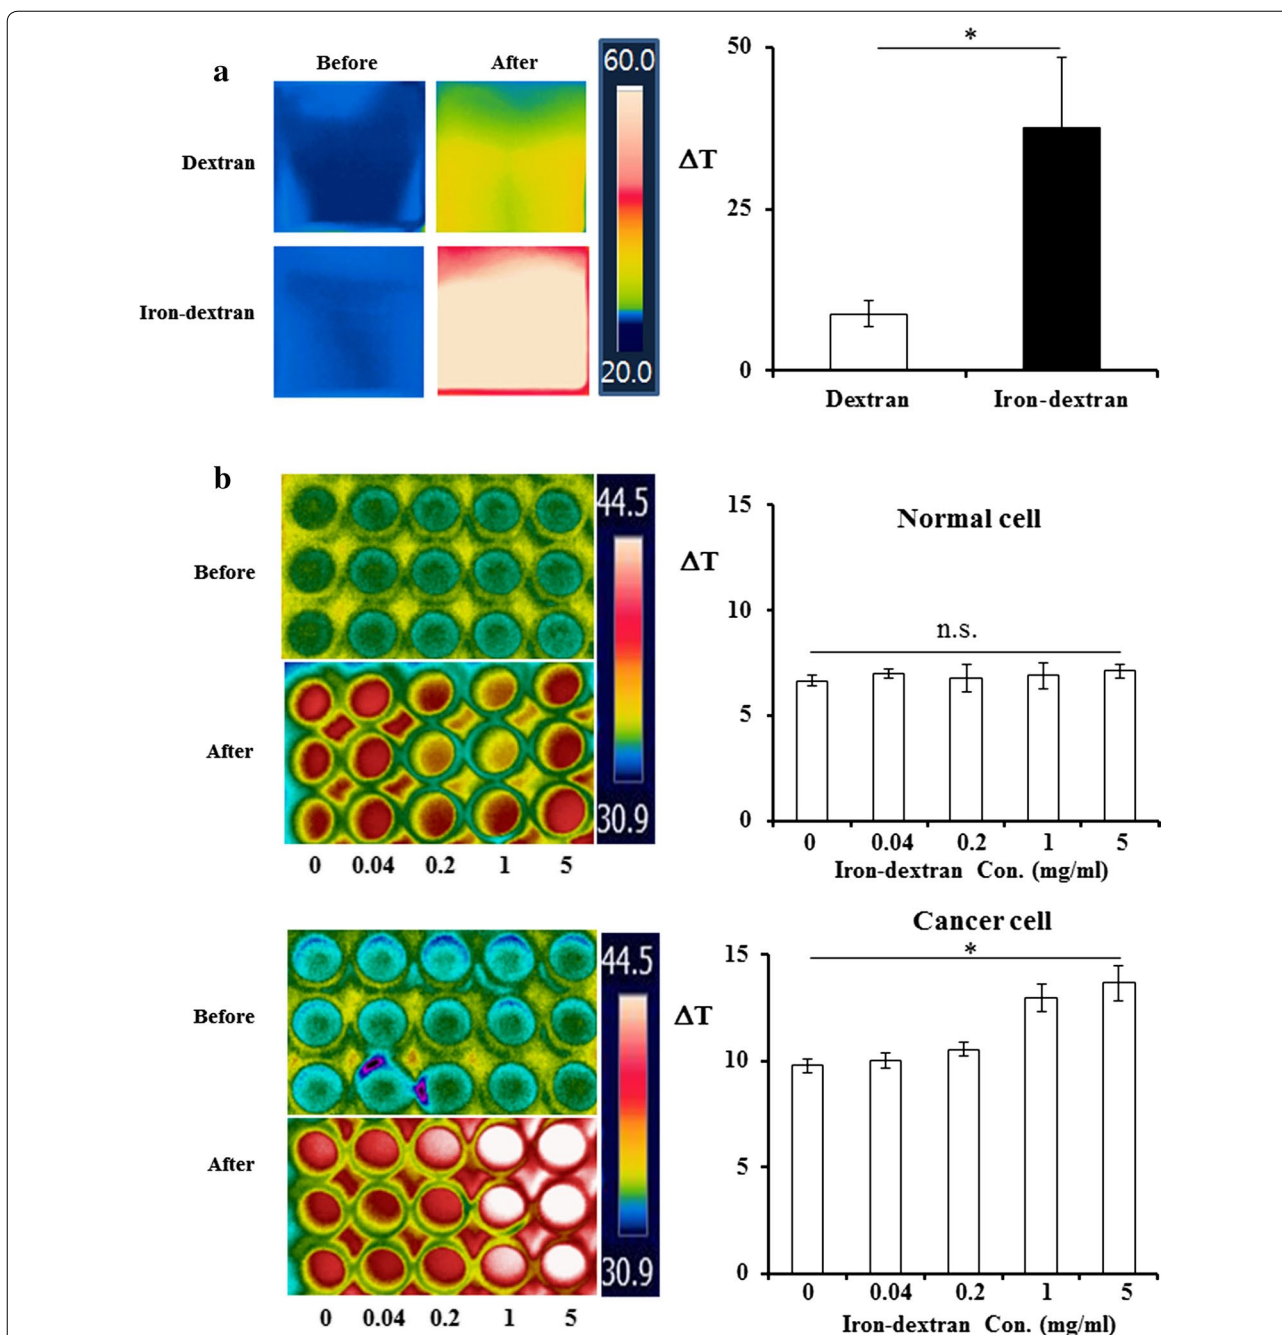 a
Before After
60.0
Dextran
Iron-dextran
20.0
*
50
ΔT
25
0
Dextran Iron-dextran
b
Before
After
44.5
30.9
0 0.04 0.2 1 5
15
Normal cell
ΔT
10
n.s.
5
0
0 0.04 0.2 1 5
Iron-dextran Con. (mg/ml)
Before
After
44.5
30.9
0 0.04 0.2 1 5
Cancer cell
*
15
ΔT
10
5
0
0 0.04 0.2 1 5
Iron-dextran Con. (mg/ml)